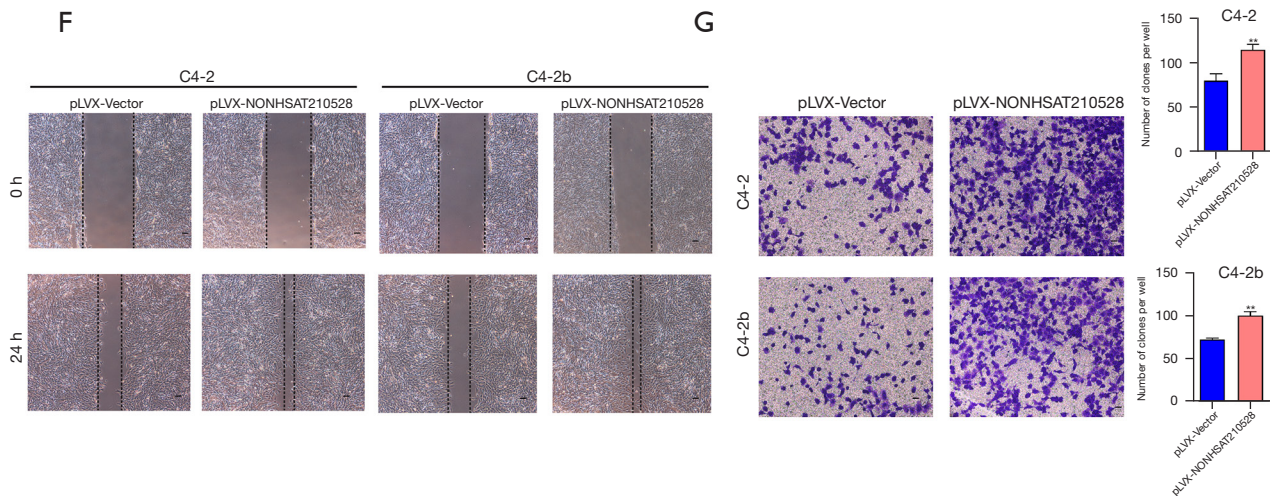 F
C4-2
C4-2b
pLVX-Vector
pLVX-NONHSAT210528
pLVX-Vector
pLVX-NONHSAT210528
0 h
24 h
G
pLVX-Vector
pLVX-NONHSAT210528
C4-2
C4-2b
C4-2
Number of clones per well
150
100
50
0
**
pLVX-Vector
pLVX-NONHSAT210528
C4-2b
Number of clones per well
150
100
50
0
**
pLVX-Vector
pLVX-NONHSAT210528